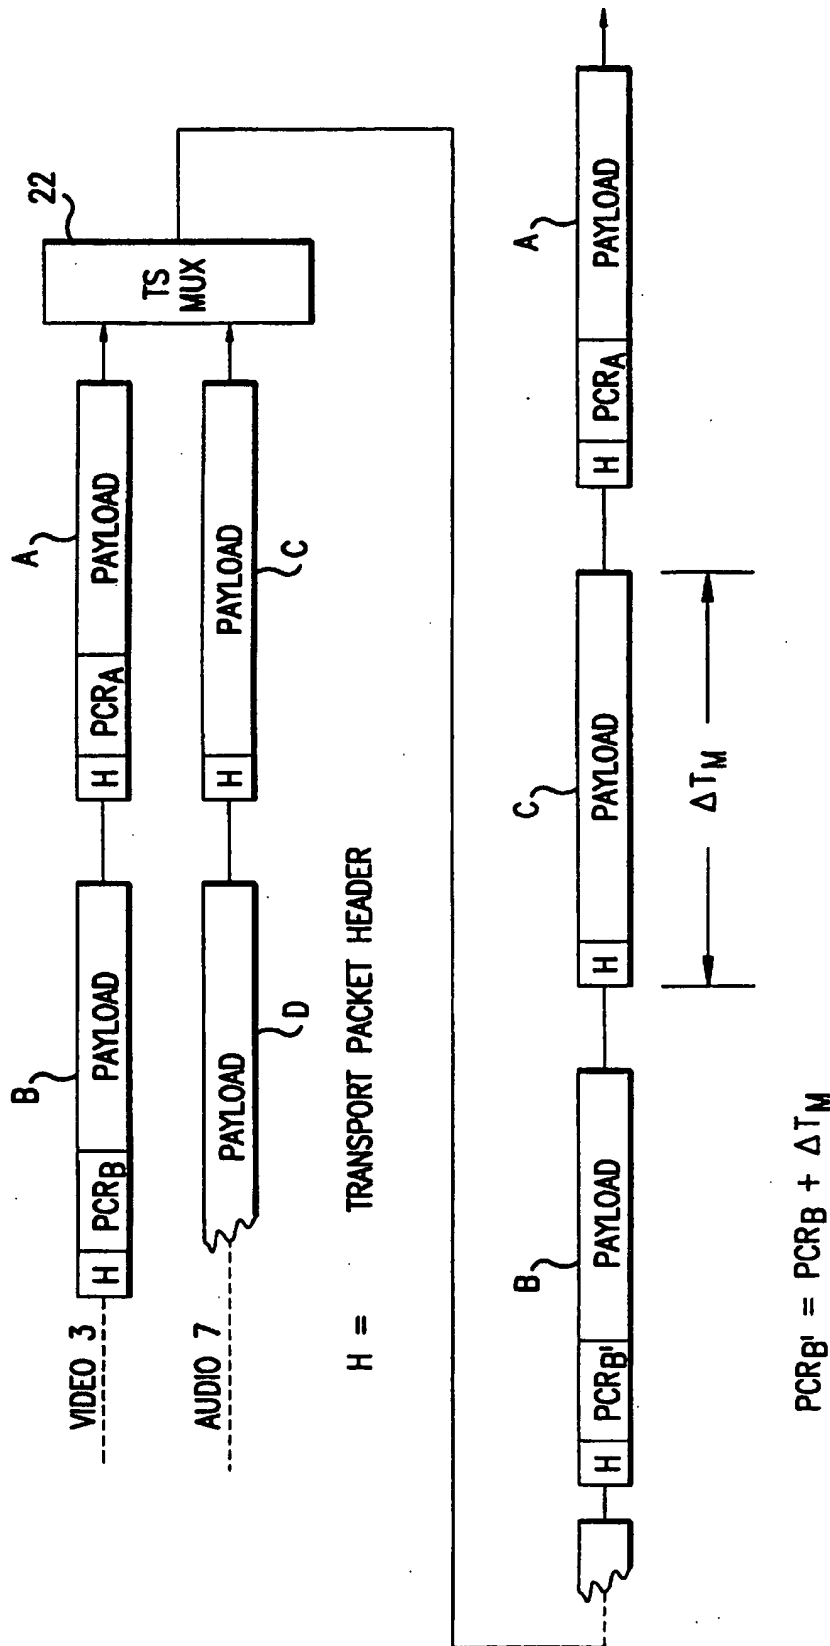 VIDEO 3
H PCRB PAYLOAD
B
H PCRA PAYLOAD
A
AUDIO 7
PAYLOAD
D
H PAYLOAD
C
TS
MUX
22
H = TRANSPORT PACKET HEADER
H PCRB' PAYLOAD
B
H PAYLOAD
C
H PCRA PAYLOAD
A
ΔTM
PCRB' = PCRB + ΔTM